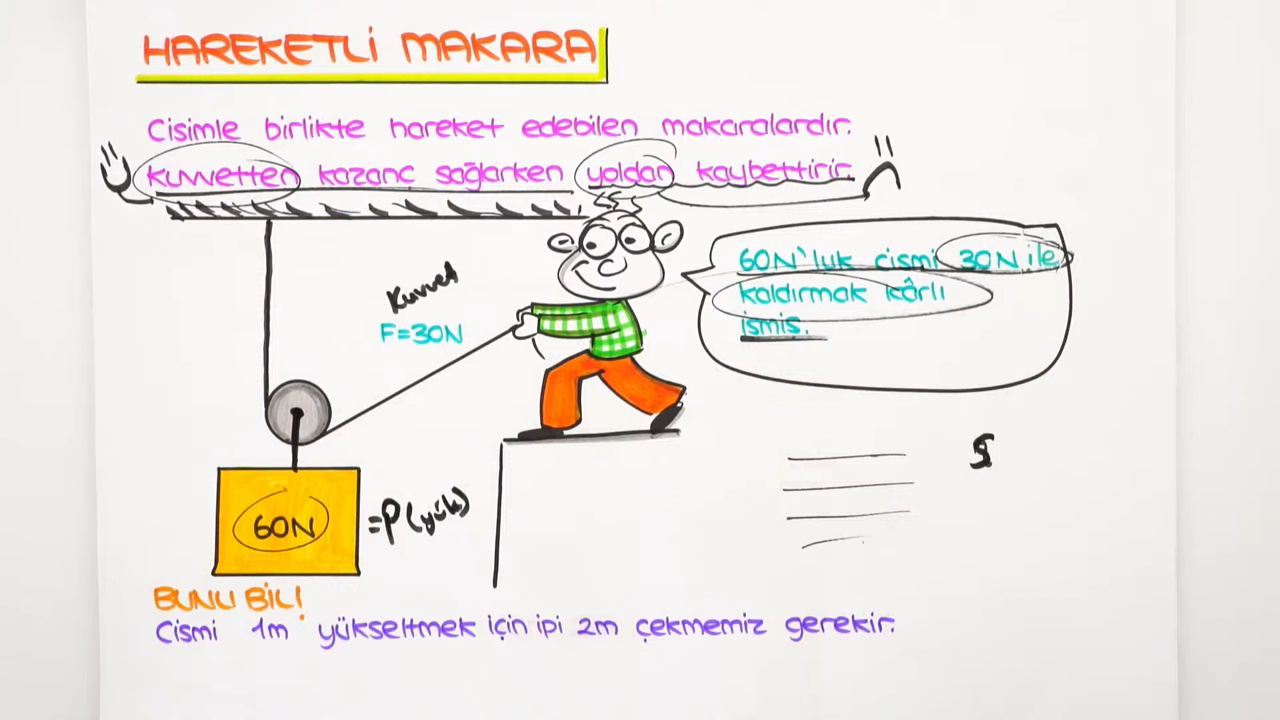 HAREKETLİ MAKARA
Cisimle birlikte hareket edebilen makaralardır.
Kuvvetten kazanç sağlarken yoldan kaybettirir.
60N'luk cismi 30N ile
kaldırmak kârlı
işmiş.
Kuvvet
F=30N
60N
=P(yük)
BUNU BİL!
Cismi 1m yükseltmek için ipi 2m çekmemiz gerekir.